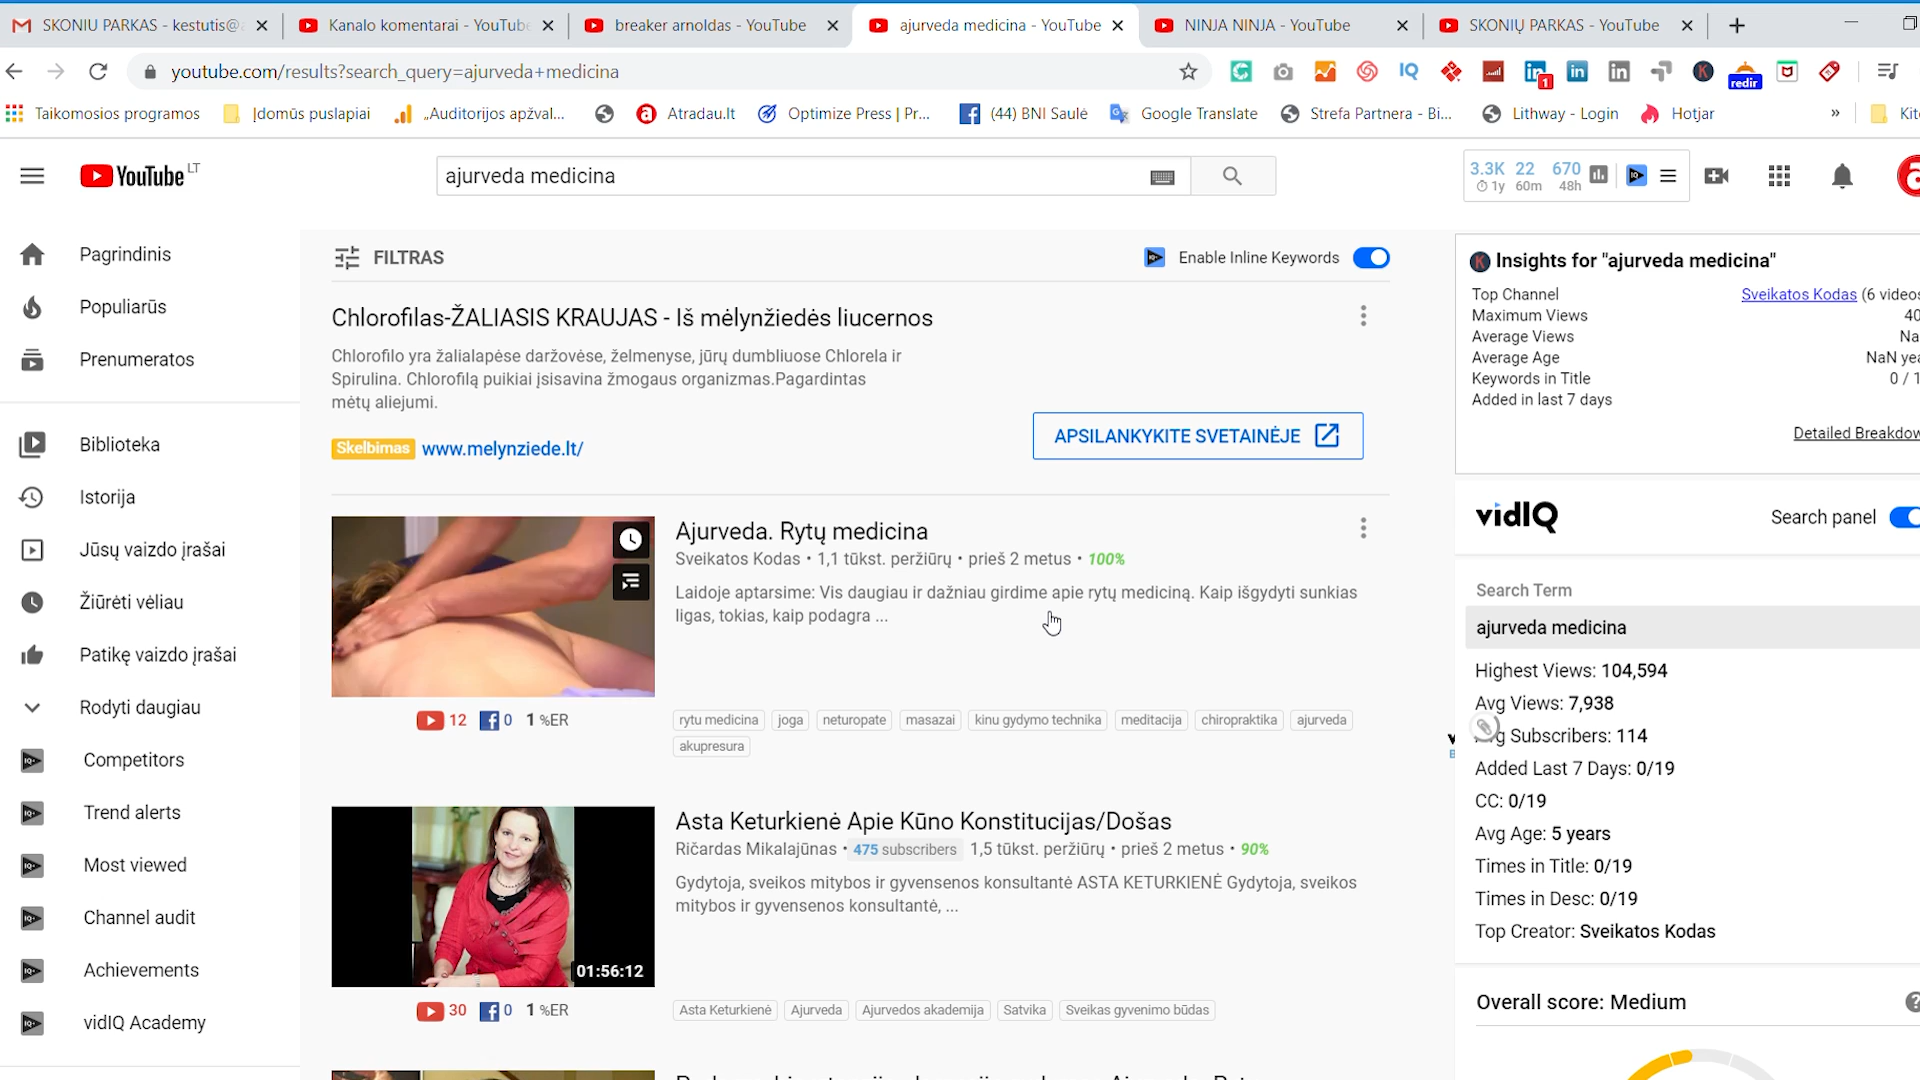 SKONIU PARKAS - kestutis@
Kanalo komentarai - YouTube
breaker arnoldas - YouTube
ajurveda medicina - YouTube
NINJA NINJA - YouTube
SKONIŲ PARKAS - YouTube
youtube.com/results?search_query=ajurveda+medicina
IQ
1
redir
Taikomosios programos
Įdomūs puslapiai
„Auditorijos apžval...
Atradau.lt
Optimize Press | Pr...
(44) BNI Saulė
Google Translate
Strefa Partnera - Bi...
Lithway - Login
Hotjar
»
YouTube LT
ajurveda medicina
3.3K 22 670
1y 60m 48h
Pagrindinis
Populiarūs
Prenumeratos
Biblioteka
Istorija
Jūsų vaizdo įrašai
Žiūrėti vėliau
Patikę vaizdo įrašai
Rodyti daugiau
Competitors
Trend alerts
Most viewed
Channel audit
Achievements
vidIQ Academy
FILTRAS
Enable Inline Keywords
Chlorofilas-ŽALIASIS KRAUJAS - Iš mėlynžiedės liucernos
Chlorofilo yra žalialapėse daržovėse, želmenyse, jūrų dumbliuose Chlorela ir
Spirulina. Chlorofilą puikiai įsisavina žmogaus organizmas.Pagardintas
mėtų aliejumi.
Skelbimas www.melynziede.lt/
APSILANKYKITE SVETAINĖJE
Ajurveda. Rytų medicina
Sveikatos Kodas • 1,1 tūkst. peržiūrų • prieš 2 metus • 100%
Laidoje aptarsime: Vis daugiau ir dažniau girdime apie rytų mediciną. Kaip išgydyti sunkias
ligas, tokias, kaip podagra ...
12 0 1 %ER
rytu medicina joga neturopate masazai kinu gydymo technika meditacija chiropraktika ajurveda
akupresura
Asta Keturkienė Apie Kūno Konstitucijas/Došas
Ričardas Mikalajūnas • 475 subscribers 1,5 tūkst. peržiūrų • prieš 2 metus • 90%
Gydytoja, sveikos mitybos ir gyvensenos konsultantė ASTA KETURKIENĖ Gydytoja, sveikos
mitybos ir gyvensenos konsultantė, ...
01:56:12
30 0 1 %ER
Asta Keturkienė Ajurveda Ajurvedos akademija Satvika Sveikas gyvenimo būdas
Insights for "ajurveda medicina"
Top Channel Sveikatos Kodas (6 videos
Maximum Views 40
Average Views Na
Average Age NaN yea
Keywords in Title 0 / 1
Added in last 7 days
Detailed Breakdow
vidIQ
Search panel
Search Term
ajurveda medicina
Highest Views: 104,594
Avg Views: 7,938
Subscribers: 114
Added Last 7 Days: 0/19
CC: 0/19
Avg Age: 5 years
Times in Title: 0/19
Times in Desc: 0/19
Top Creator: Sveikatos Kodas
Overall score: Medium